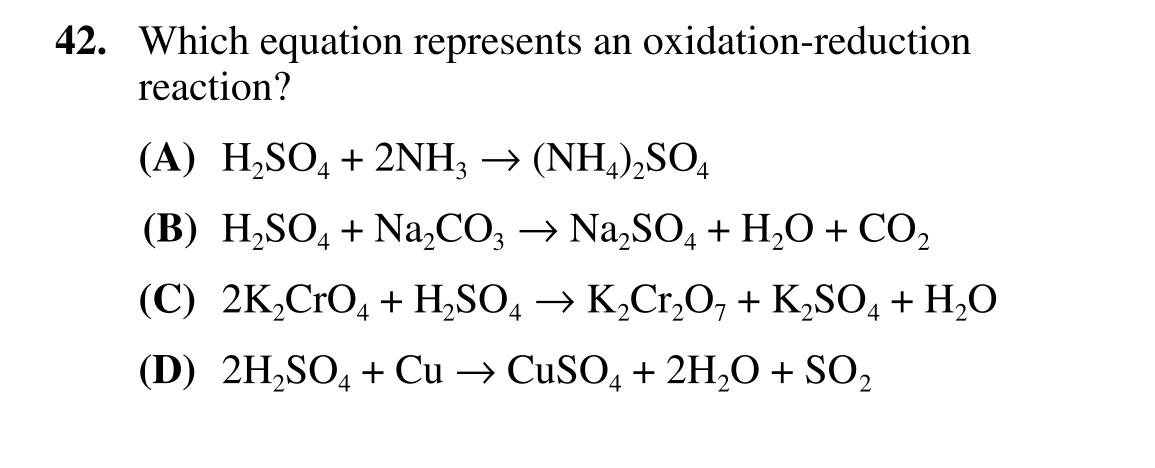 42. Which equation represents an oxidation-reduction
reaction?
(A) H₂SO₄ + 2NH₃ → (NH₄)₂SO₄
(B) H₂SO₄ + Na₂CO₃ → Na₂SO₄ + H₂O + CO₂
(C) 2K₂CrO₄ + H₂SO₄ → K₂Cr₂O₇ + K₂SO₄ + H₂O
(D) 2H₂SO₄ + Cu → CuSO₄ + 2H₂O + SO₂